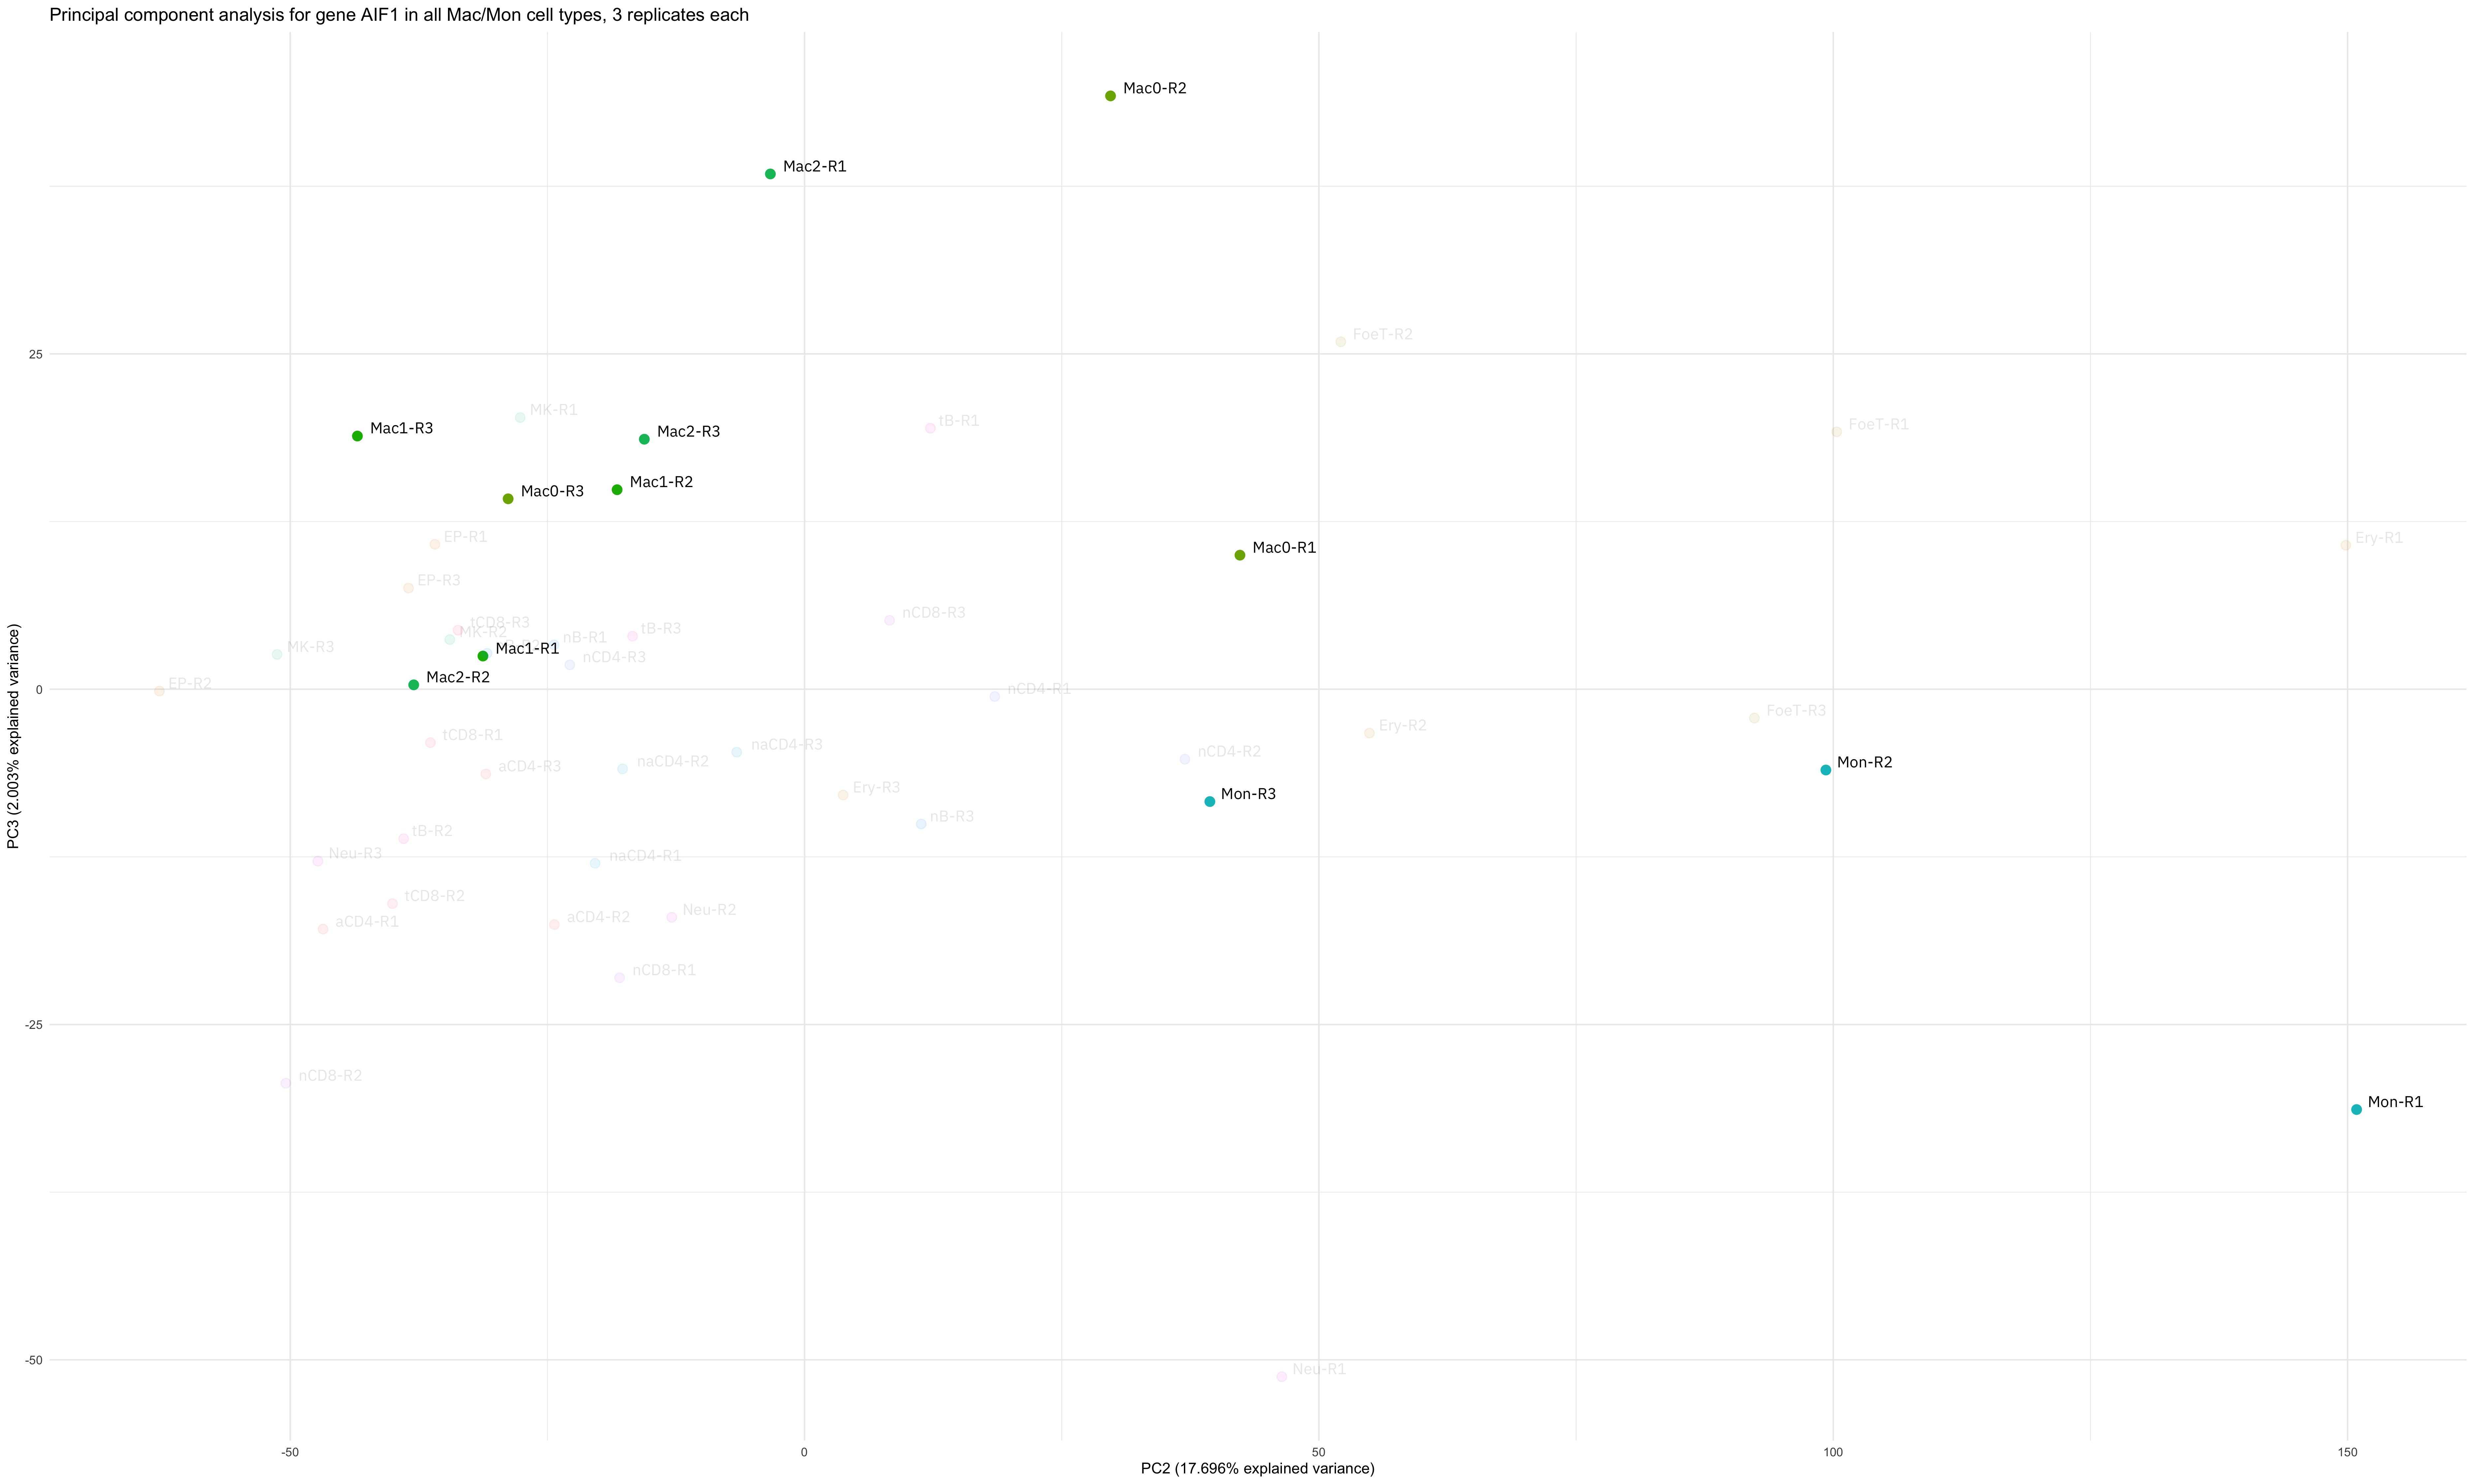 Principal component analysis for gene AIF1 in all Mac/Mon cell types, 3 replicates each
Mac0-R2
Mac2-R1
FoeT-R2
25
MK-R1
tB-R1
FoeT-R1
Mac1-R3
Mac2-R3
Mac1-R2
Mac0-R3
EP-R1
Mac0-R1
Ery-R1
EP-R3
nCD8-R3
tCD8-R3
MK-R2
tB-R3
nB-R1
MK-R3
Mac1-R1
nCD4-R3
EP-R2
Mac2-R2
nCD4-R1
0
FoeT-R3
Ery-R2
tCD8-R1
naCD4-R3
nCD4-R2
aCD4-R3
naCD4-R2
Mon-R2
Ery-R3
Mon-R3
nB-R3
tB-R2
Neu-R3
naCD4-R1
tCD8-R2
aCD4-R1
aCD4-R2
Neu-R2
nCD8-R1
-25
nCD8-R2
Mon-R1
-50
Neu-R1
-50
0
50
100
150
PC2 (17.696% explained variance)
PC3 (2.003% explained variance)